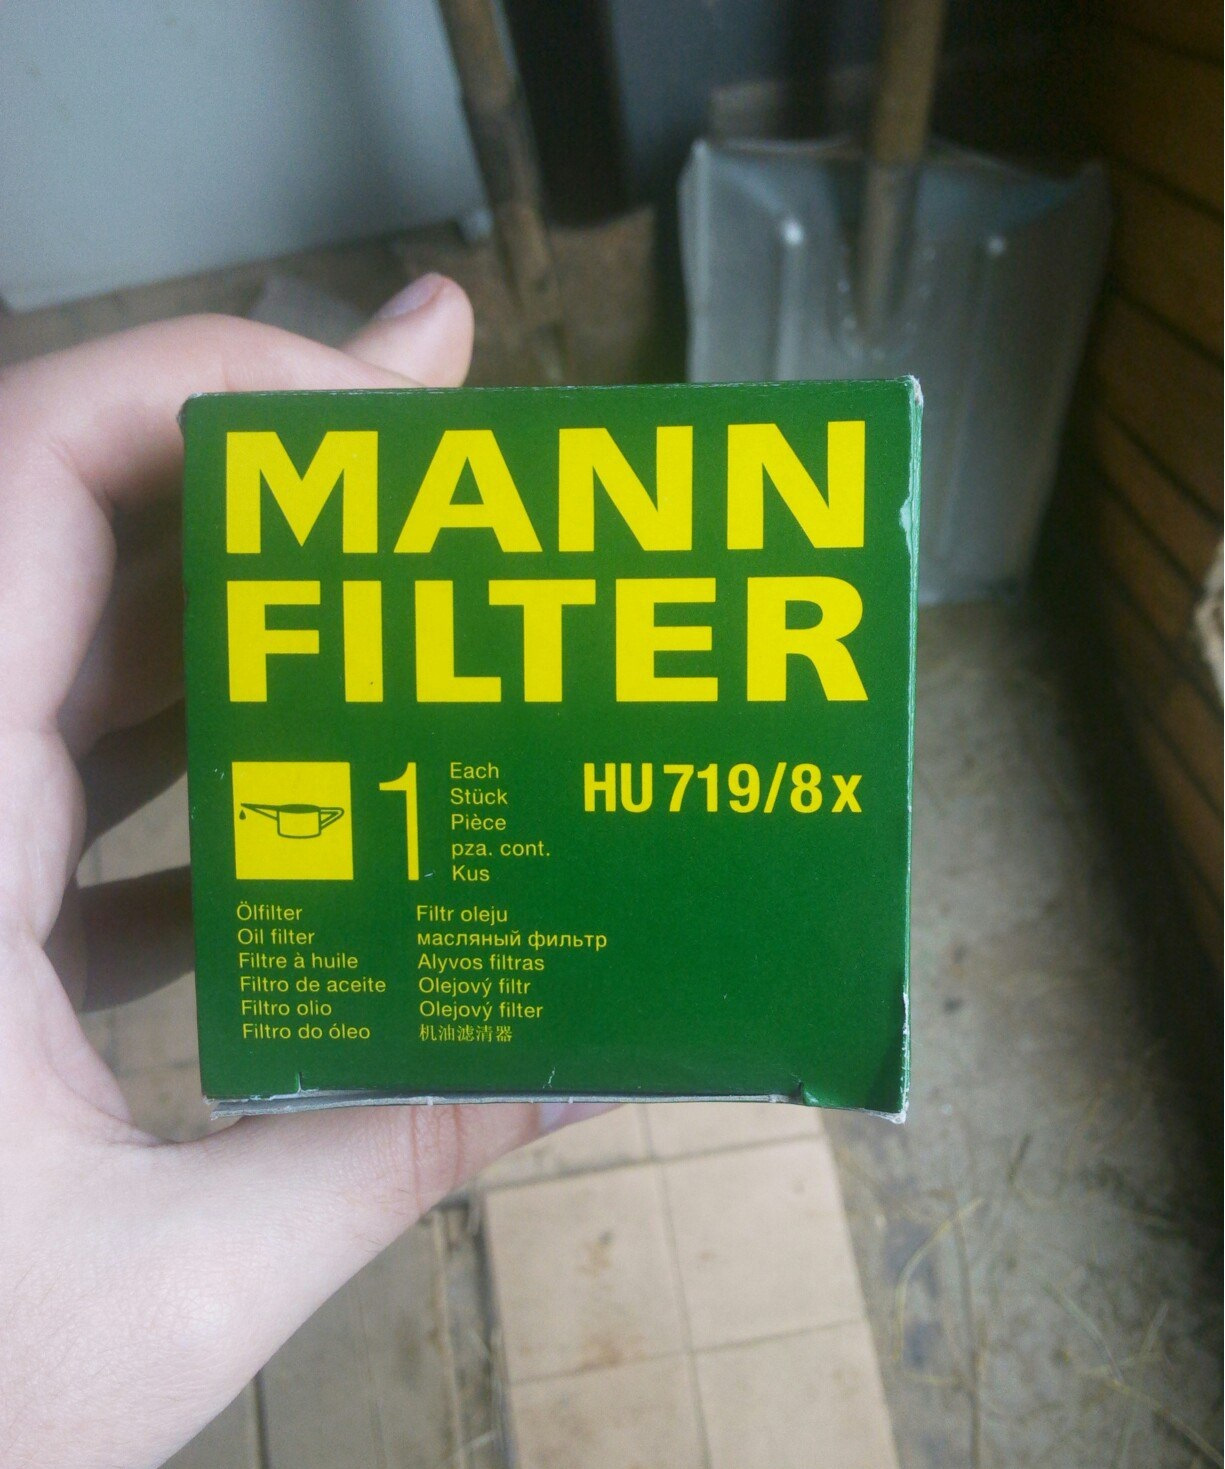 MANN
FILTER
1
Each
Stück
Pièce
pza. cont.
Kus
HU 719/8 x
Ölfilter
Oil filter
Filtre à huile
Filtro de aceite
Filtro olio
Filtro do óleo
Filtr oleju
масляный фильтр
Alyvos filtras
Olejový filtr
Olejový filter
机油滤清器